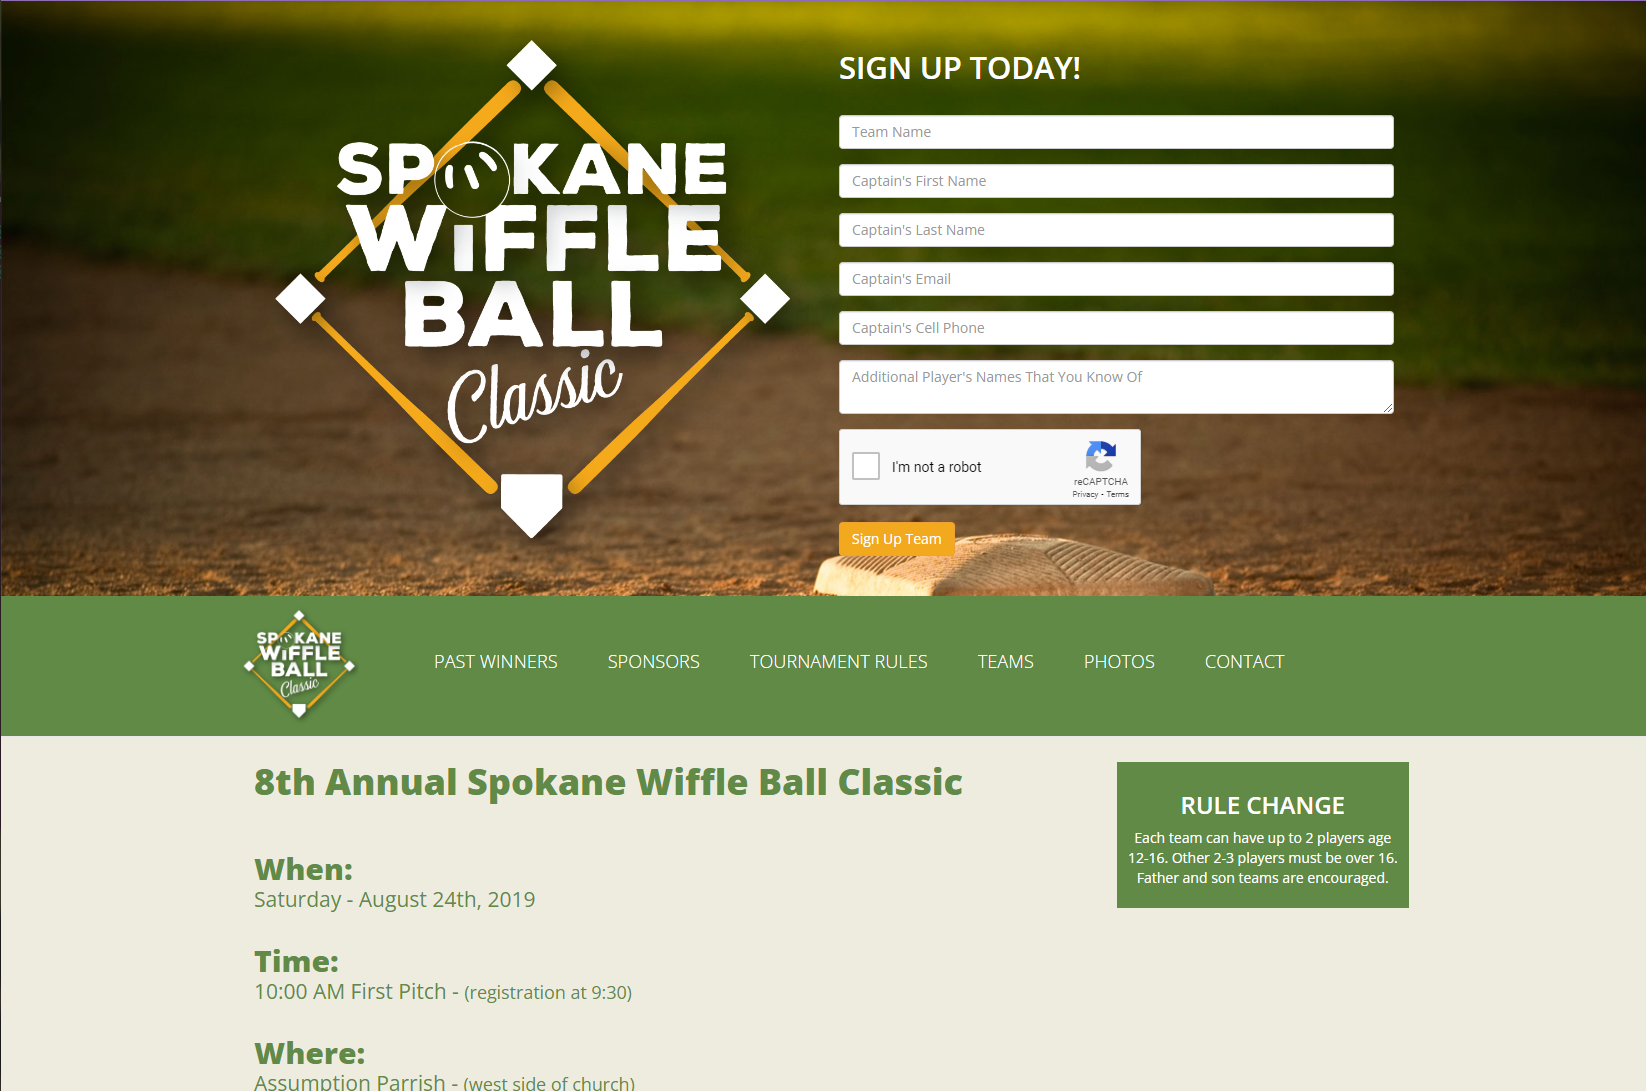 SPOKANE
WiFFLE
BALL
Classic
SIGN UP TODAY!
Team Name
Captain's First Name
Captain's Last Name
Captain's Email
Captain's Cell Phone
Additional Player's Names That You Know Of
I'm not a robot
reCAPTCHA
Privacy - Terms
Sign Up Team
SPOKANE
WiFFLE
BALL
Classic
PAST WINNERS SPONSORS TOURNAMENT RULES TEAMS PHOTOS CONTACT
8th Annual Spokane Wiffle Ball Classic
When:
Saturday - August 24th, 2019
Time:
10:00 AM First Pitch - (registration at 9:30)
Where:
Assumption Parrish - (west side of church)
RULE CHANGE
Each team can have up to 2 players age
12-16. Other 2-3 players must be over 16.
Father and son teams are encouraged.